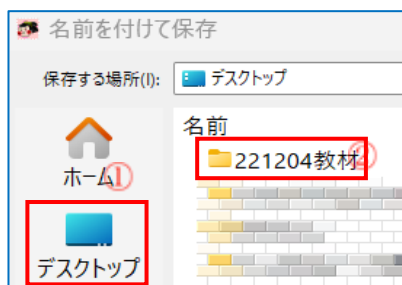 名前を付けて保存
保存する場所(I): デスクトップ
ホーム①
デスクトップ
名前
221204教材②